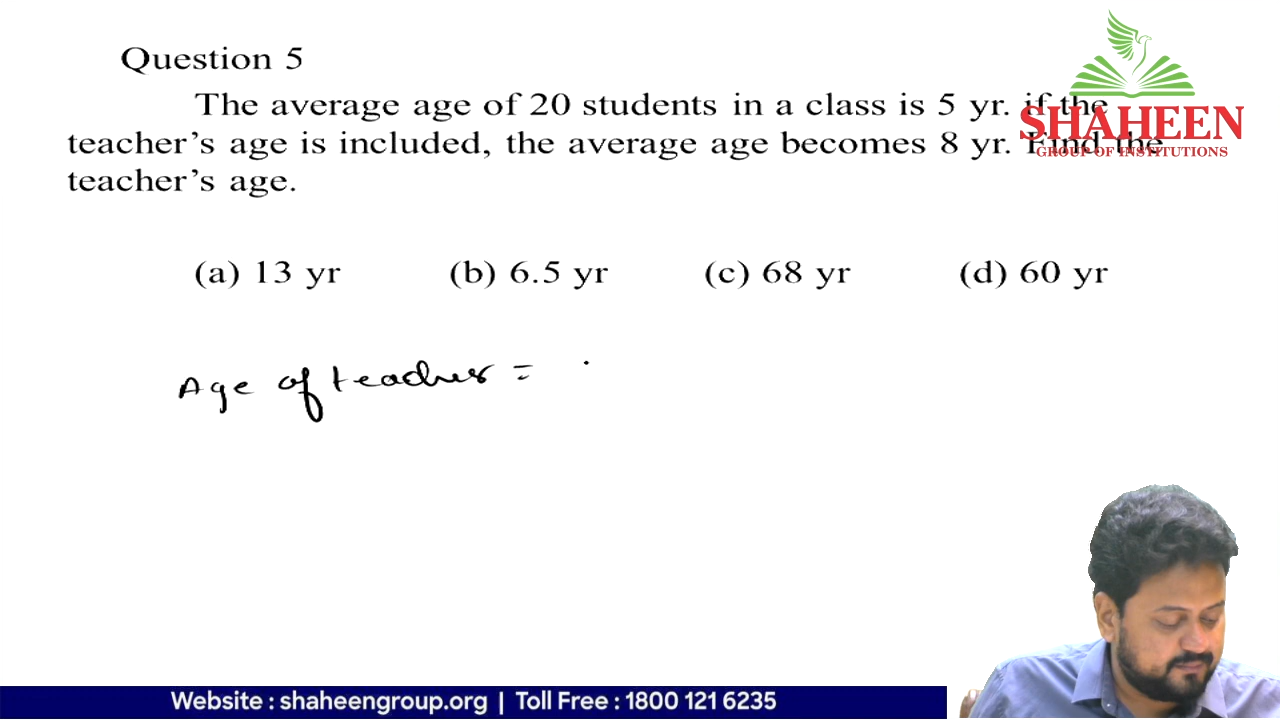 Question 5
The average age of 20 students in a class is 5 yr. if the
teacher's age is included, the average age becomes 8 yr. Find the
teacher's age.
SHAHEEN
GROUP OF INSTITUTIONS
(a) 13 yr (b) 6.5 yr (c) 68 yr (d) 60 yr
Age of teacher =
Website : shaheengroup.org | Toll Free : 1800 121 6235